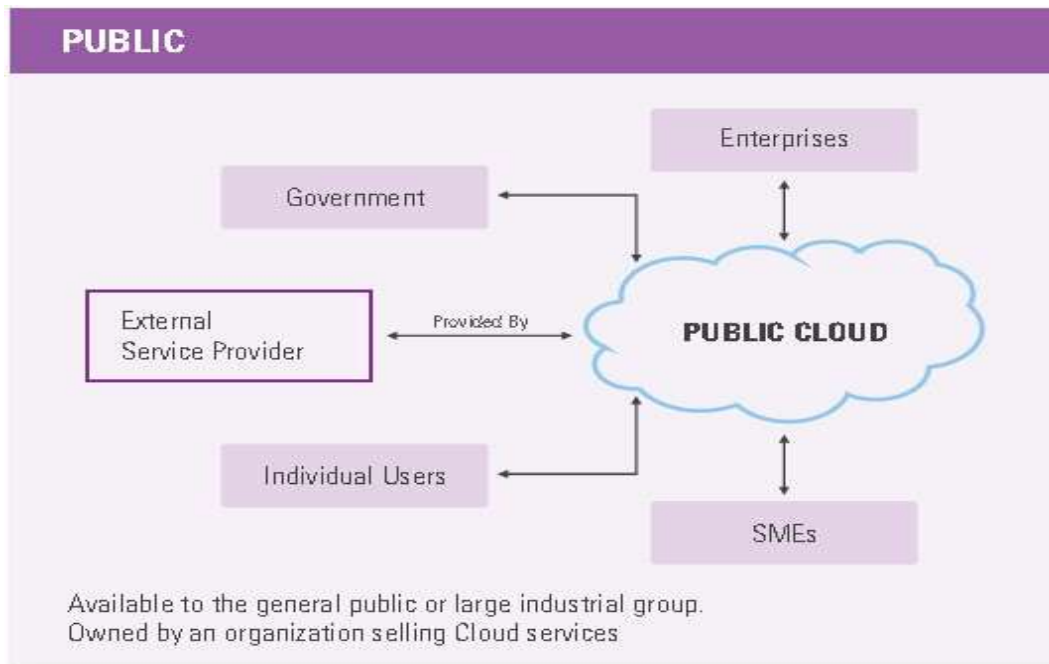 PUBLIC
Enterprises
Government
External
Service Provider
Provided By
PUBLIC CLOUD
Individual Users
SMEs
Available to the general public or large industrial group.
Owned by an organization selling Cloud services